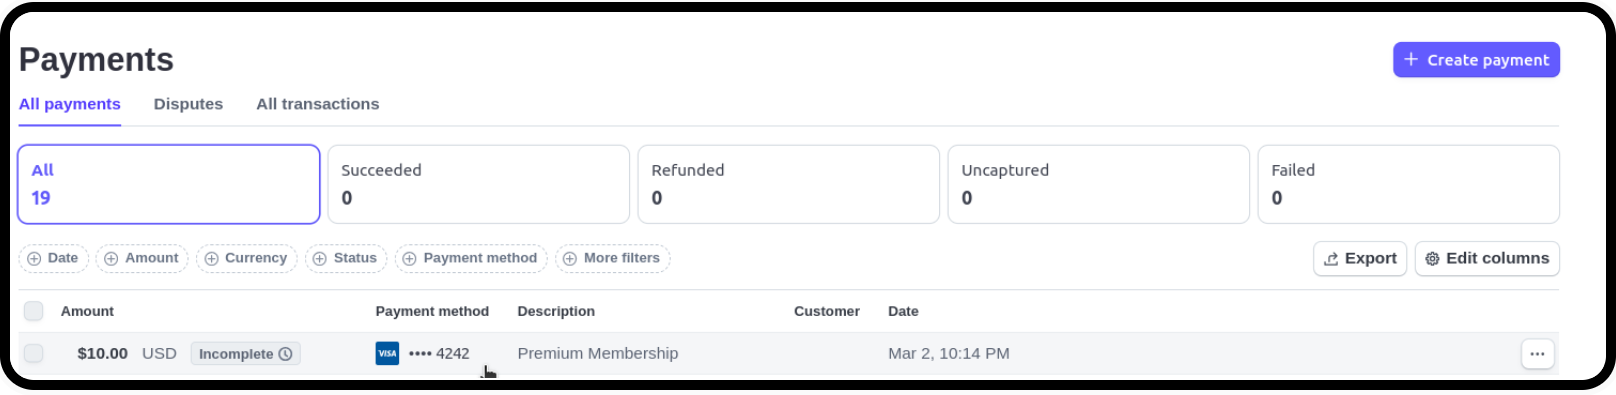 Payments
+ Create payment
All payments Disputes All transactions
All Succeeded Refunded Uncaptured Failed
19 0 0 0 0
Date Amount Currency Status Payment method More filters Export Edit columns
Amount Payment method Description Customer Date
$10.00 USD Incomplete VISA •••• 4242 Premium Membership Mar 2, 10:14 PM ...